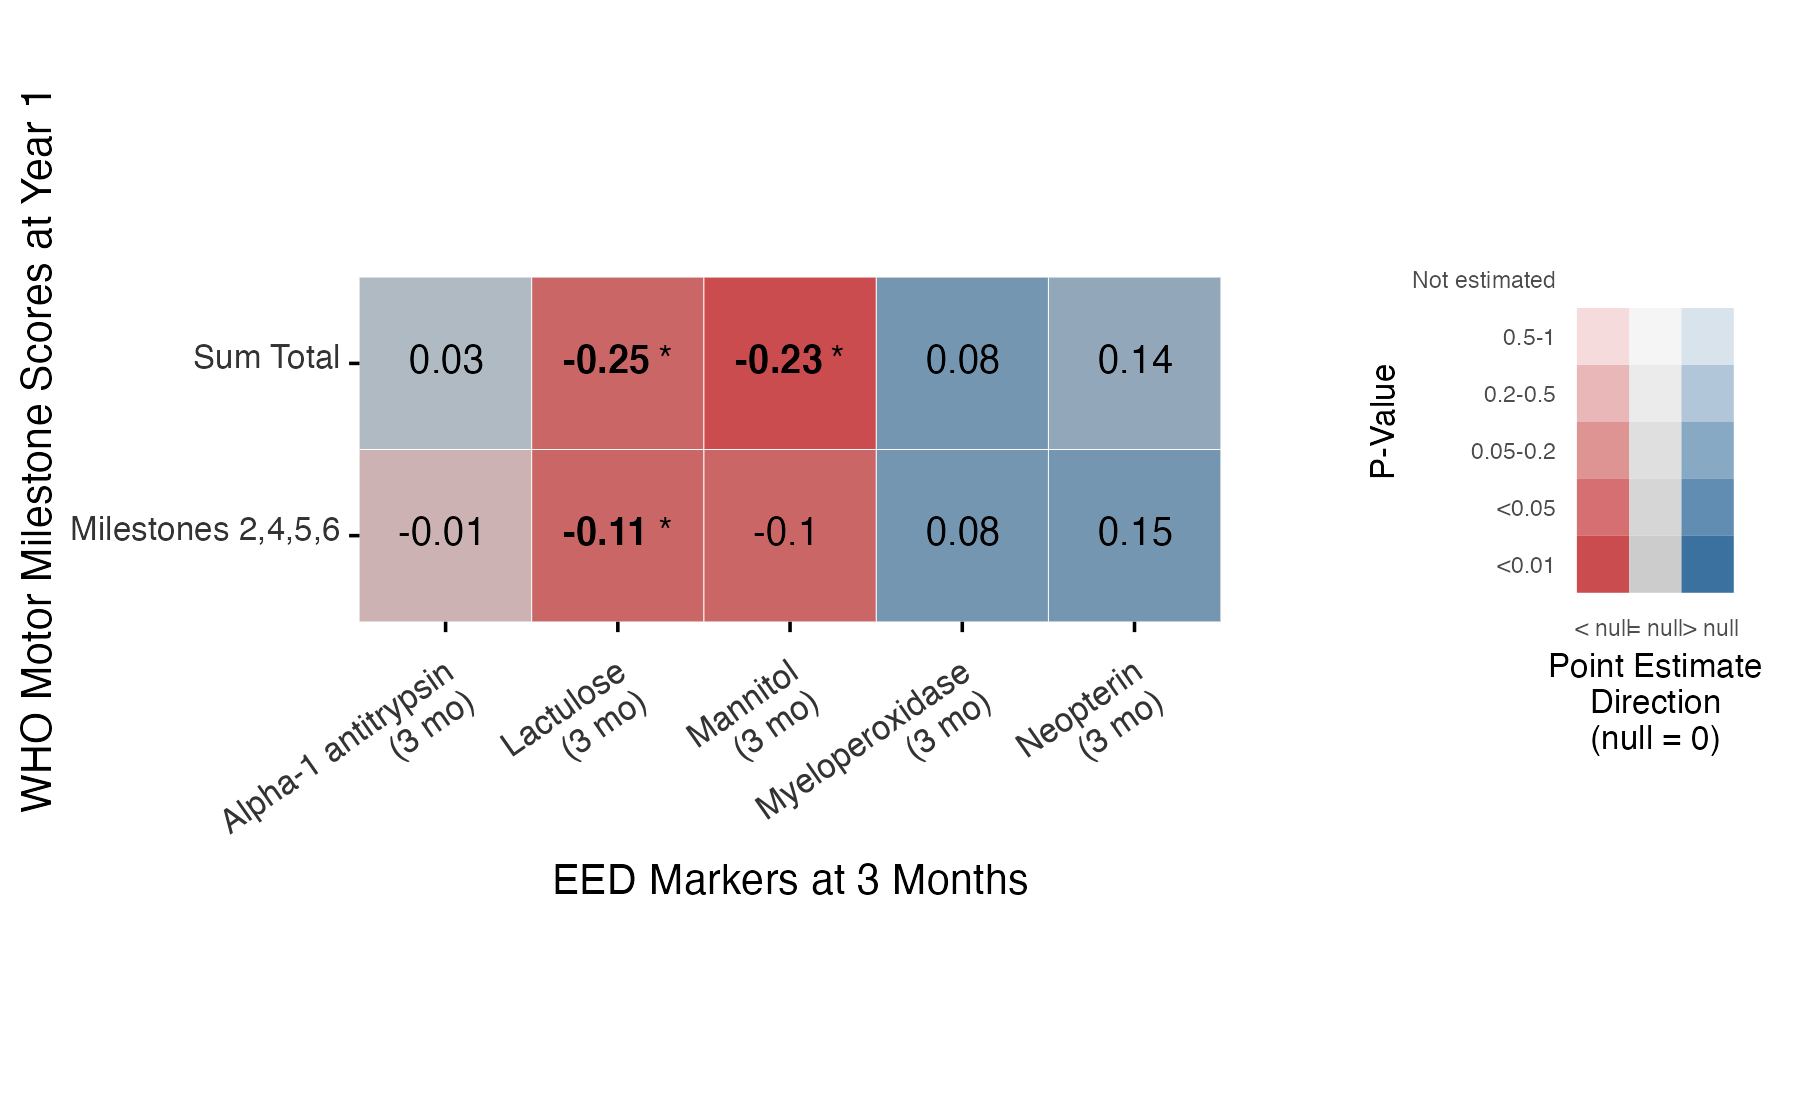 WHO Motor Milestone Scores at Year 1
Sum Total
0.03
-0.25 *
-0.23 *
0.08
0.14
Milestones 2,4,5,6
-0.01
-0.11 *
-0.1
0.08
0.15
Alpha-1 antitrypsin
(3 mo)
Lactulose
(3 mo)
Mannitol
(3 mo)
Myeloperoxidase
(3 mo)
Neopterin
(3 mo)
EED Markers at 3 Months
P-Value
Not estimated
0.5-1
0.2-0.5
0.05-0.2
<0.05
<0.01
< null
= null
> null
Point Estimate
Direction
(null = 0)